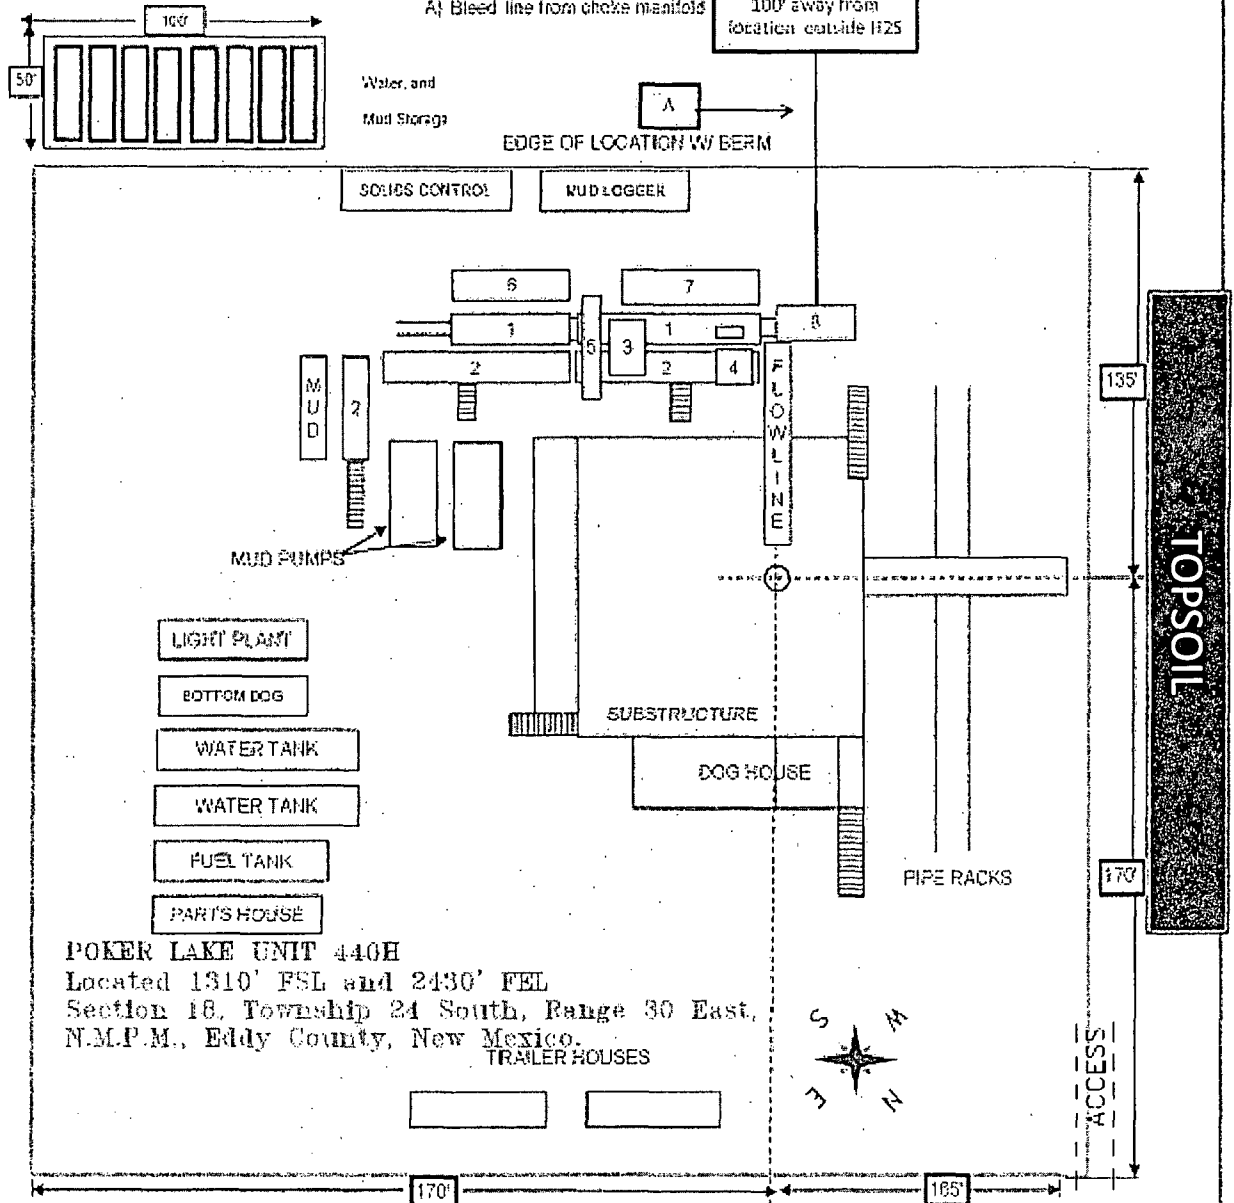 A) Bleed line from choke manifold
100' away from
location outside H2S
100'
50'
Water, and
Mud Storage
A
EDGE OF LOCATION W/ BERM
SOLIDS CONTROL
MUD LOGGER
6
7
1
1
8
5
3
2
2
4
MUD
2
FLOWLINE
135'
MUD PUMPS
TOPSOIL
LIGHT PLANT
BOTTOM DOG
SUBSTRUCTURE
WATER TANK
DOG HOUSE
WATER TANK
FUEL TANK
PIPE RACKS
170'
PARTS HOUSE
POKER LAKE UNIT 440H
Located 1310' FSL and 2430' FEL
Section 18, Township 24 South, Range 30 East,
N.M.P.M., Eddy County, New Mexico.
TRAILER HOUSES
S
W
E
N
ACCESS
170'
165'